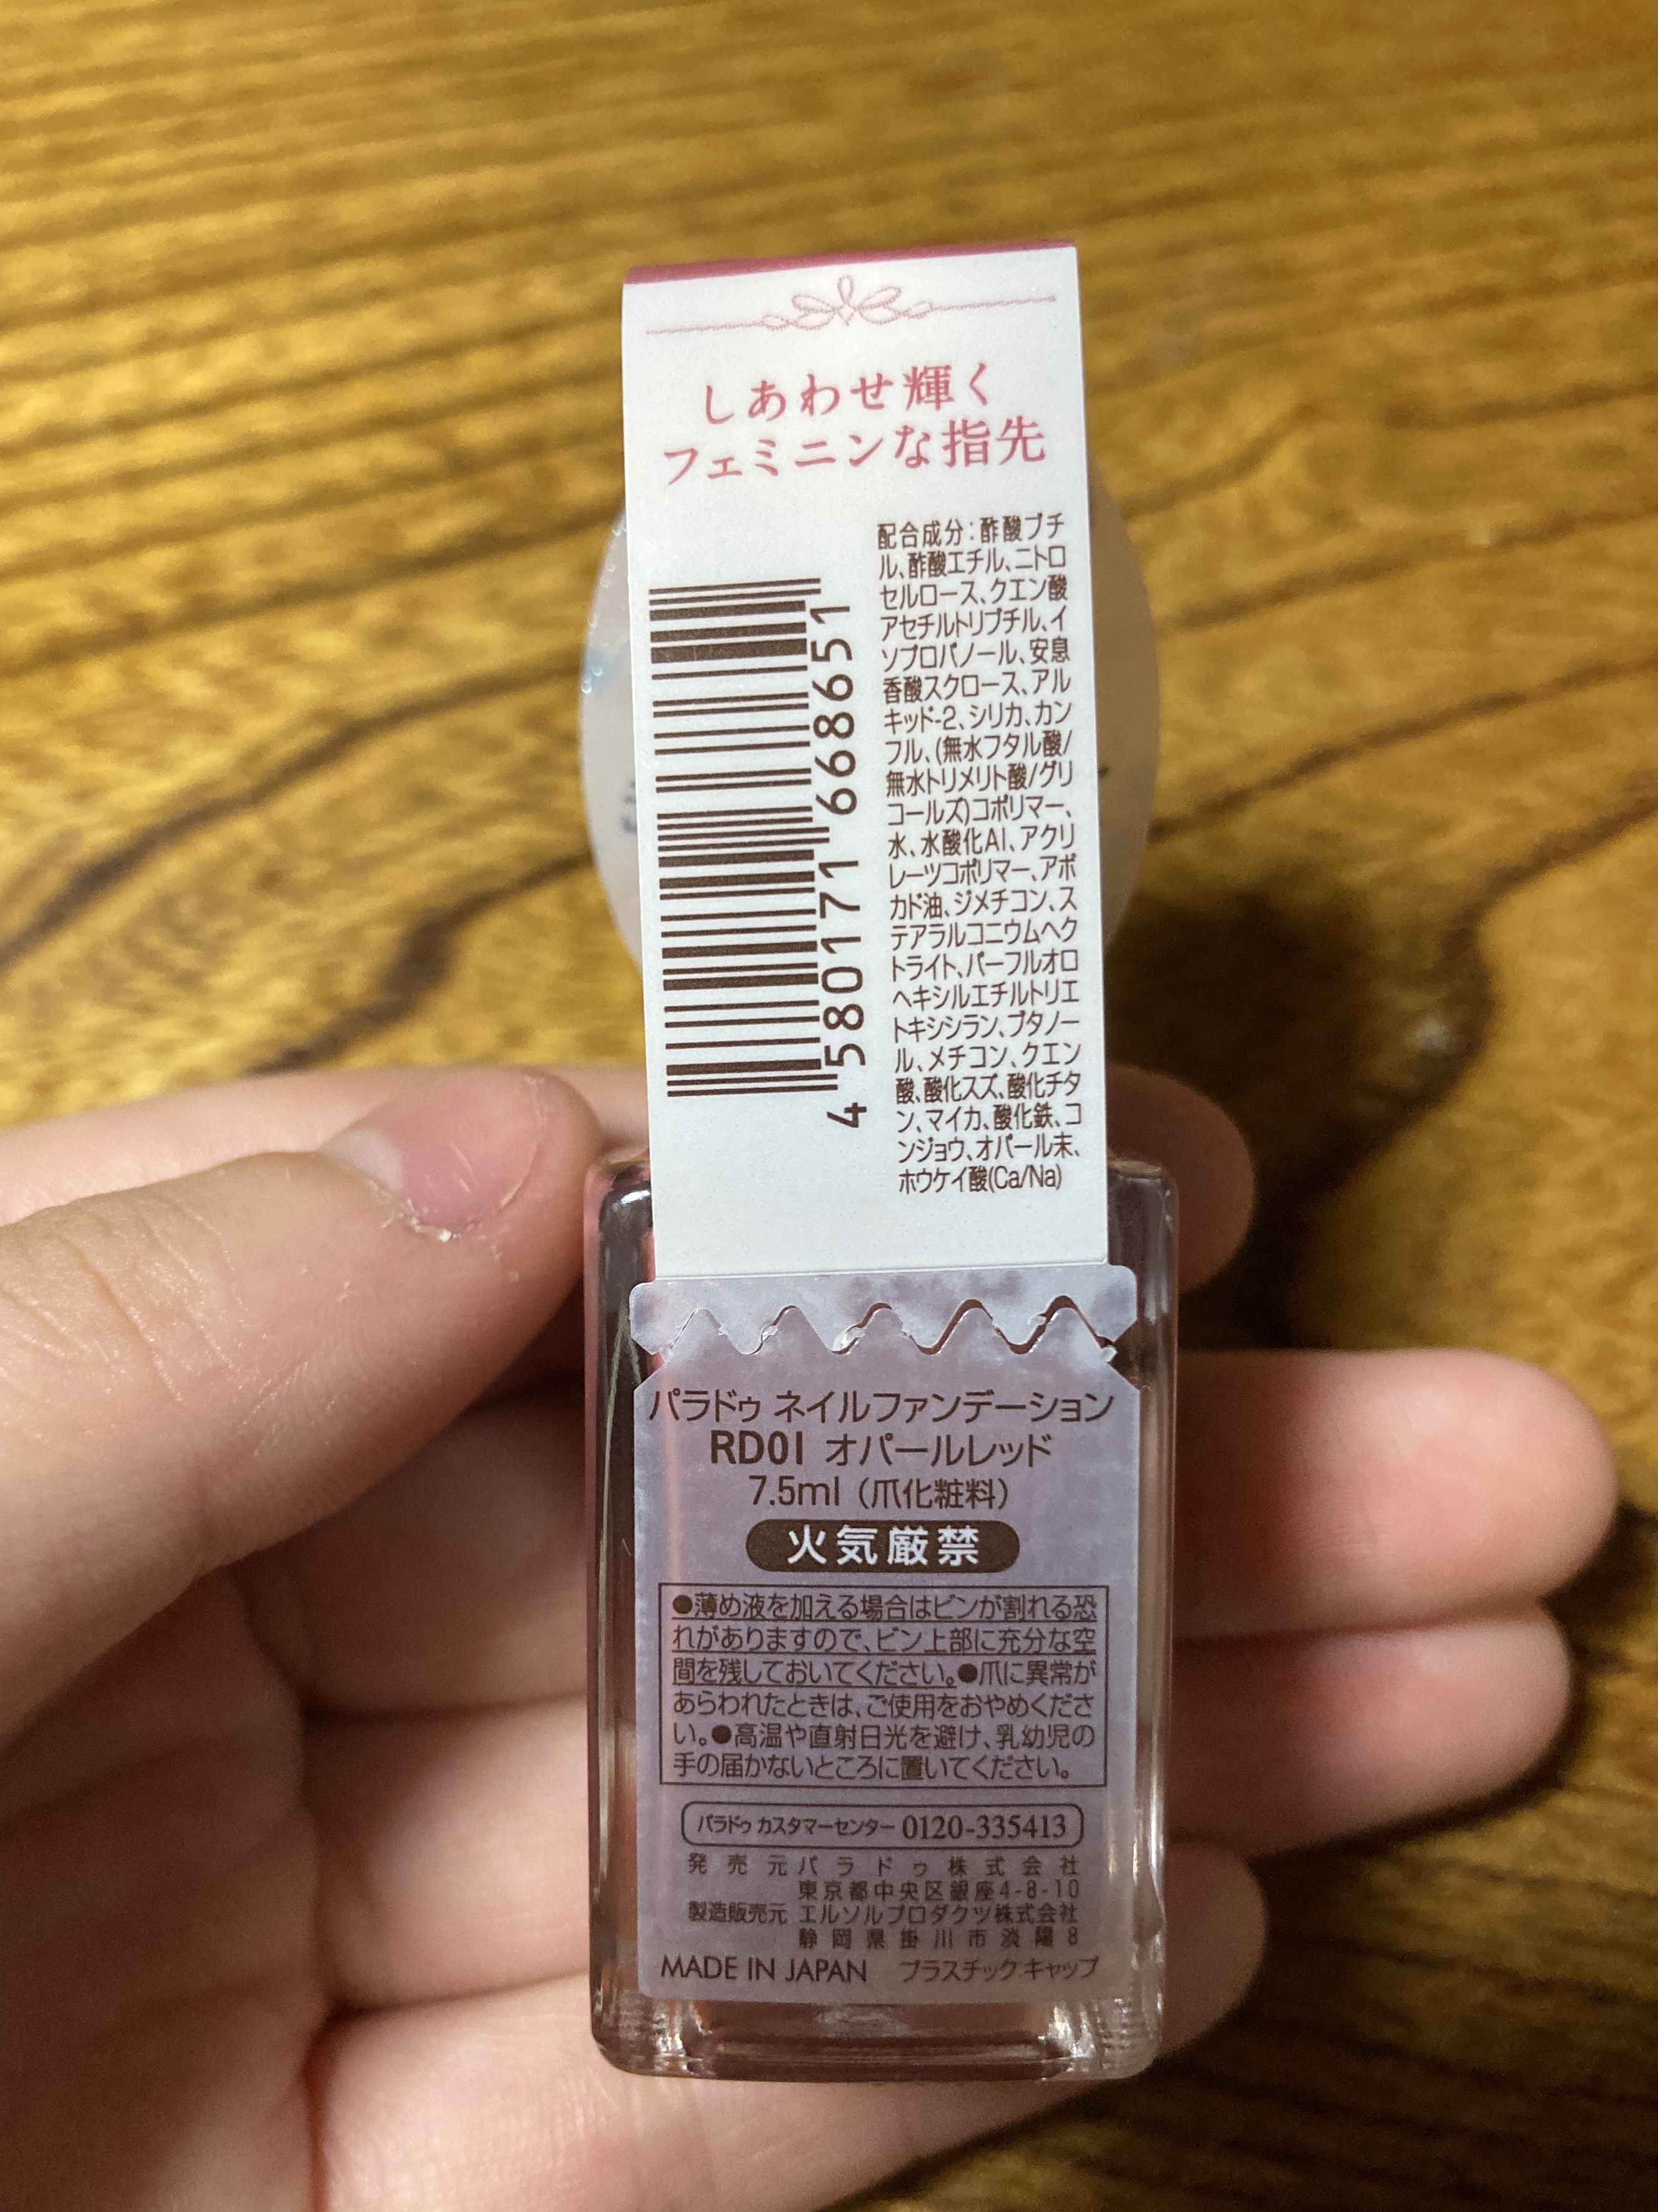 しあわせ輝く
フェミニンな指先
配合成分:酢酸ブチ
ル、酢酸エチル、ニトロ
セルロース、クエン酸
アセチルトリブチル、イ
ソプロパノール、安息
香酸スクロース、アル
キッド-2、シリカ、カン
フル、(無水フタル酸/
無水トリメリト酸/グリ
コールズ)コポリマー、
水、水酸化Al、アクリ
レーツコポリマー、アボ
カド油、ジメチコン、ス
テアラルコニウムヘク
トライト、パーフルオロ
ヘキシルエチルトリエ
トキシシラン、ブタノー
ル、メチコン、クエン
酸、酸化スズ、酸化チタ
ン、マイカ、酸化鉄、コ
ンジョウ、オパール末、
ホウケイ酸(Ca/Na)
4 580171 668651
パラドゥ ネイルファンデーション
RD01 オパールレッド
7.5ml (爪化粧料)
火気厳禁
●薄め液を加える場合はビンが割れる恐
れがありますので、ビン上部に充分な空
間を残しておいてください。●爪に異常が
あらわれたときは、ご使用をおやめくださ
い。●高温や直射日光を避け、乳幼児の
手の届かないところに置いてください。
パラドゥ カスタマーセンター 0120-335413
発売元 パラドゥ株式会社
東京都中央区銀座4-8-10
製造販売元 エルソルプロダクツ株式会社
静岡県掛川市淡陽8
MADE IN JAPAN プラスチック:キャップ